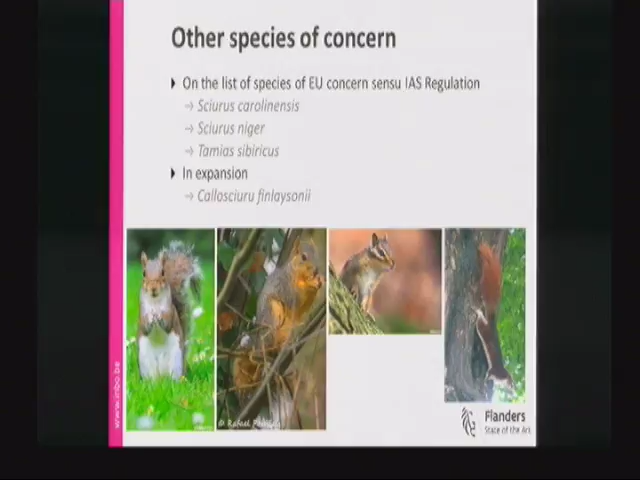 Other species of concern
On the list of species of EU concern sensu IAS Regulation
Sciurus carolinensis
Sciurus niger
Tamias sibiricus
In expansion
Callosciuru finlaysonii
www.inbo.be
© Rafael
Flanders
State of the Art